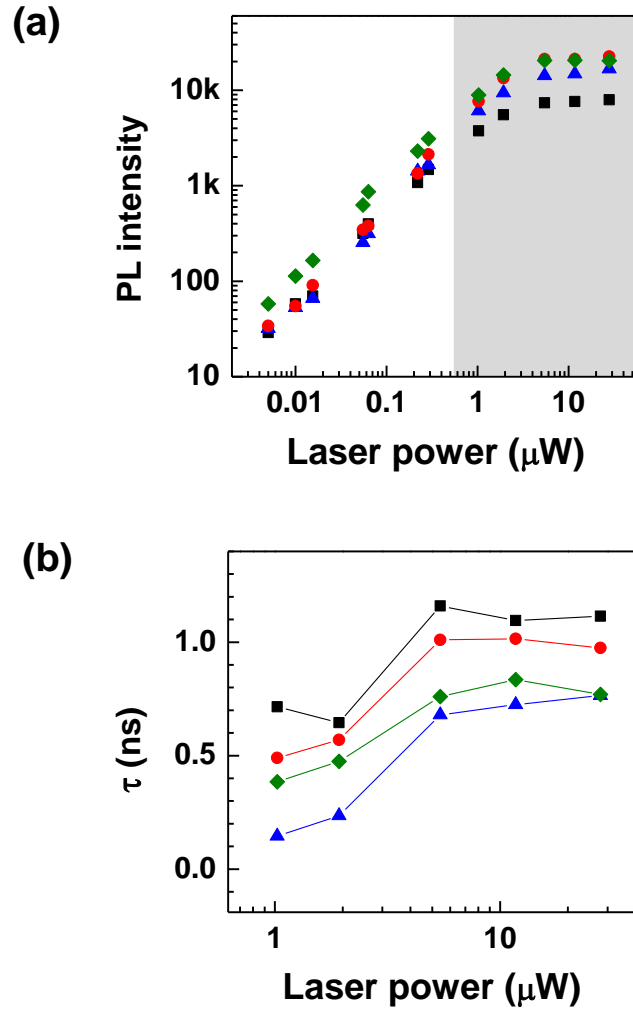 (a)
10k
1k
100
10
PL intensity
0.01 0.1 1 10
Laser power (μW)
(b)
1.0
0.5
0.0
τ (ns)
1 10
Laser power (μW)